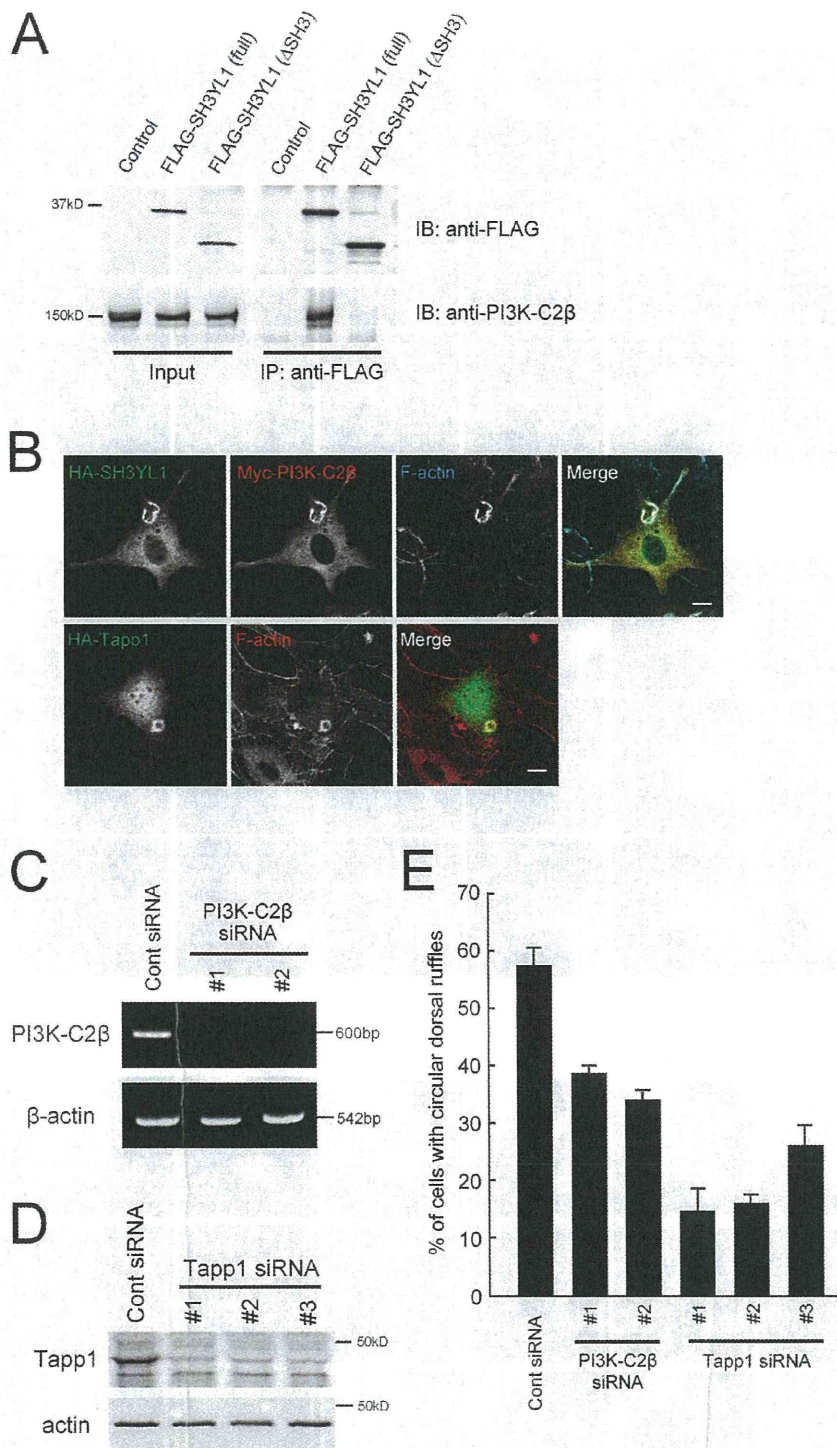 A
Control
FLAG-SH3YL1 (full)
FLAG-SH3YL1 (ΔSH3)
Control
FLAG-SH3YL1 (full)
FLAG-SH3YL1 (ΔSH3)
37kD
IB: anti-FLAG
150kD
IB: anti-PI3K-C2β
Input
IP: anti-FLAG
B
HA-SH3YL1
Myc-PI3K-C2β
F-actin
Merge
HA-Tapp1
F-actin
Merge
C
Cont siRNA
PI3K-C2β
siRNA
#1
#2
PI3K-C2β
600bp
β-actin
542bp
D
Cont siRNA
Tapp1 siRNA
#1
#2
#3
50kD
Tapp1
50kD
actin
E
% of cells with circular dorsal ruffles
70
60
50
40
30
20
10
0
Cont siRNA
#1
#2
#1
#2
#3
PI3K-C2β
siRNA
Tapp1 siRNA